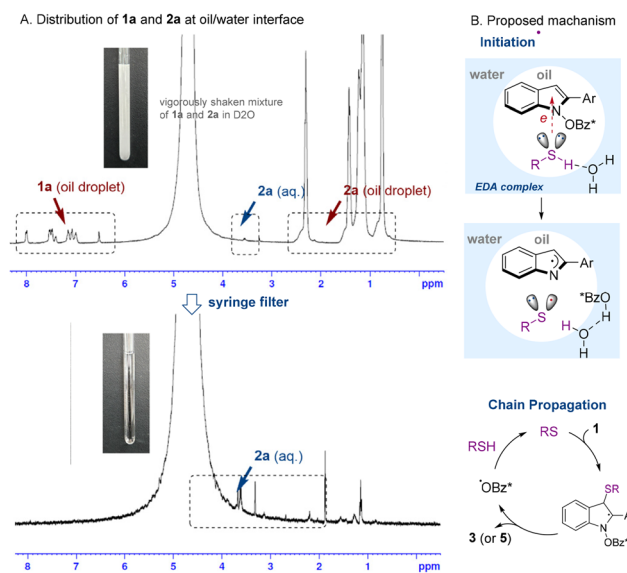 A. Distribution of 1a and 2a at oil/water interface
vigorously shaken mixture
of 1a and 2a in D2O
1a (oil droplet)
2a (aq.)
2a (oil droplet)
8 7 6 5 4 3 2 1 ppm
syringe filter
2a (aq.)
8 7 6 5 4 3 2 1 ppm
B. Proposed machanism
Initiation
water oil
Ar
N
OBz*
e
S
R H
O
H
H
EDA complex
water oil
Ar
N
*BzO
H
S
R
H
O
H
Chain Propagation
RSH
RS
1
•OBz*
SR
Ar
N
OBz*
3 (or 5)